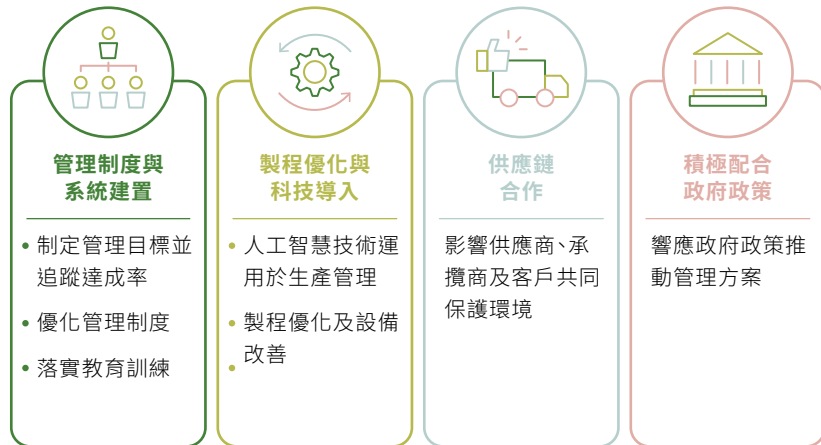 管理制度與
系統建置
• 制定管理目標並
追蹤達成率
• 優化管理制度
• 落實教育訓練
製程優化與
科技導入
• 人工智慧技術運
用於生產管理
• 製程優化及設備
改善
•
供應鏈
合作
影響供應商、承
攬商及客戶共同
保護環境
積極配合
政府政策
響應政府政策推
動管理方案